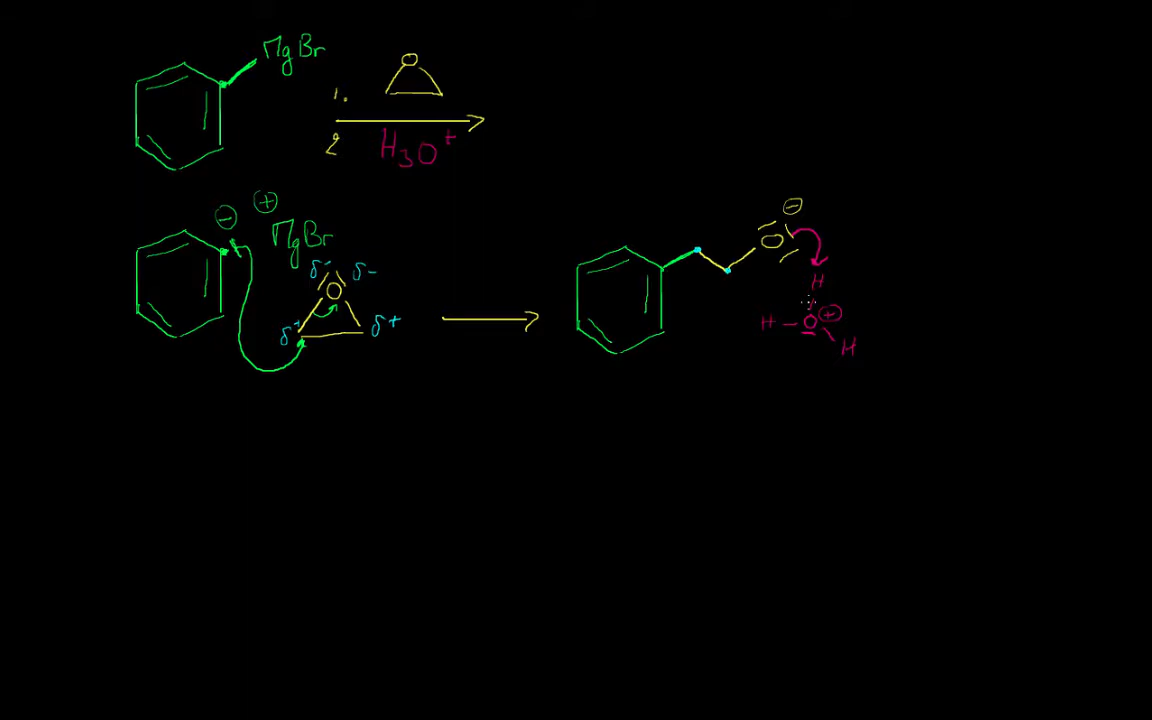 MgBr
O
1.
2
H3O+
⊖ ⊕
MgBr
δ- δ-
O
δ+ δ+
⊖
O
H
H O ⊕
H